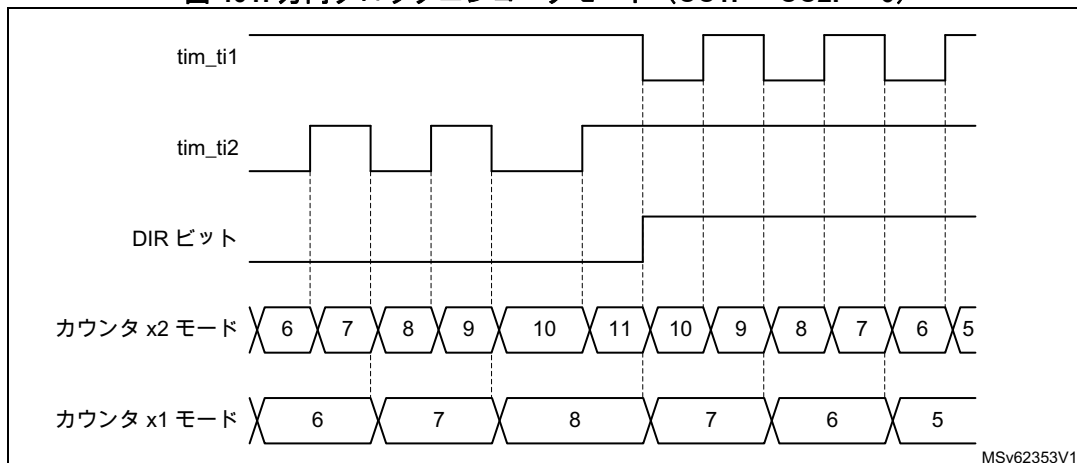 tim_ti1
tim_ti2
DIR ビット
カウンタ x2 モード 6 7 8 9 10 11 10 9 8 7 6 5
カウンタ x1 モード 6 7 8 7 6 5
MSv62353V1